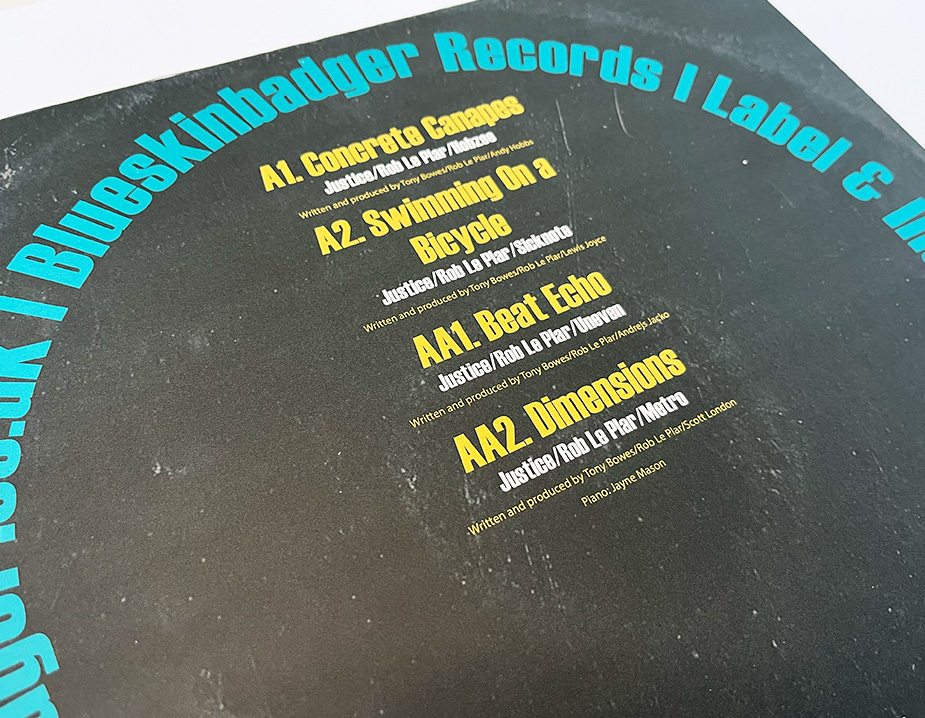 Blueskinbadger Records | Label &
A1. Concrete Canapes
Justice/Rob Le Plar/Nebzoo
Written and produced by Tony Bowes/Rob Le Plar/Andy Hobbs
A2. Swimming On a
Bicycle
Justice/Rob Le Plar/Sicknote
Written and produced by Tony Bowes/Rob Le Plar/Lewis Joyce
AA1. Beat Echo
Justice/Rob Le Plar/Uneven
Written and produced by Tony Bowes/Rob Le Plar/Andrejs Jacko
AA2. Dimensions
Justice/Rob Le Plar/Metro
Written and produced by Tony Bowes/Rob Le Plar/Scott London
Piano: Jayne Mason